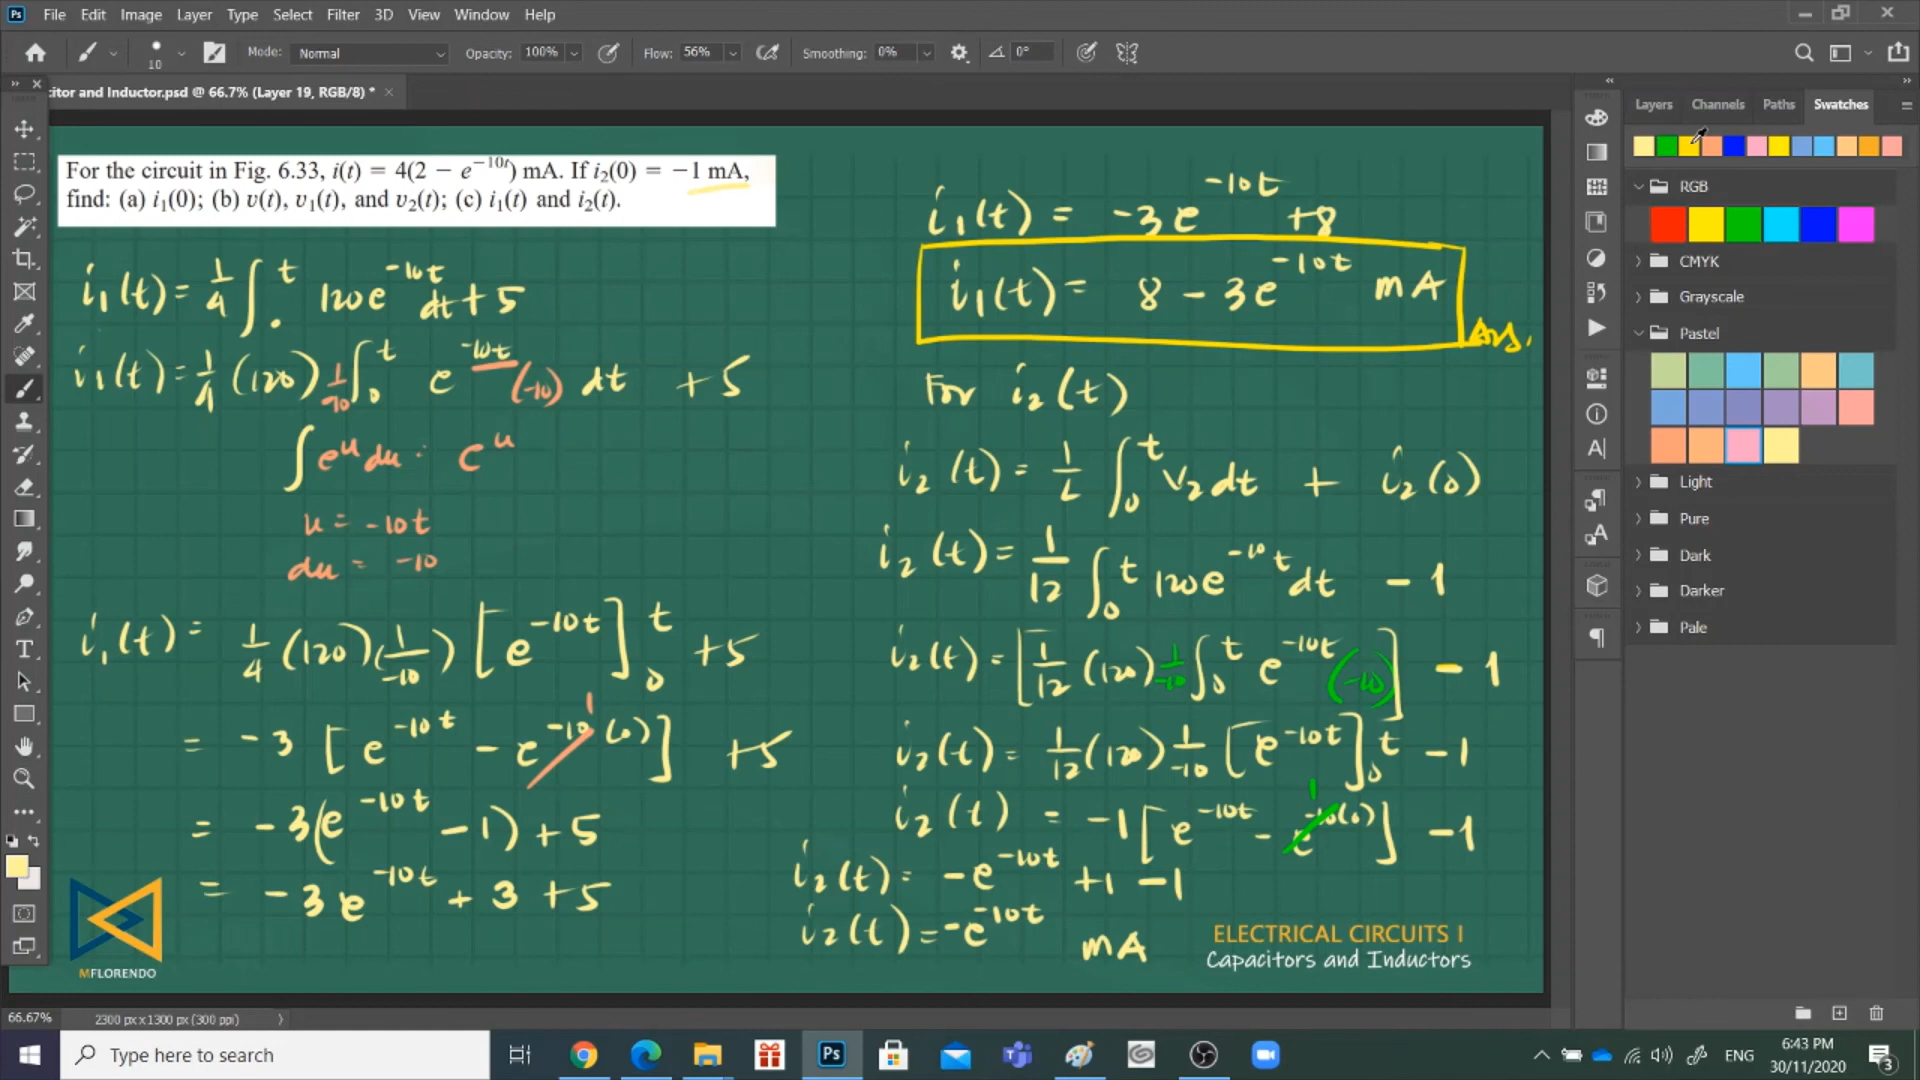 Ps File Edit Image Layer Type Select Filter 3D View Window Help
10 Mode: Normal Opacity: 100% Flow: 56% Smoothing: 0% 0°
citor and Inductor.psd @ 66.7% (Layer 19, RGB/8) *
For the circuit in Fig. 6.33, i(t) = 4(2 − e^{−10t}) mA. If i₂(0) = −1 mA,
find: (a) i₁(0); (b) v(t), v₁(t), and v₂(t); (c) i₁(t) and i₂(t).
i₁(t) = 1/4 ∫₀^t 120e^{-10t} dt + 5
i₁(t) = 1/4 (120) 1/-10 ∫₀^t e^{-10t} (-10) dt + 5
∫ e^u du = e^u
u = -10t
du = -10
i₁(t) = 1/4 (120) (1/-10) [e^{-10t}]₀^t + 5
= -3 [e^{-10t} - e^{-10(0)}] + 5
1
= -3(e^{-10t} - 1) + 5
= -3e^{-10t} + 3 + 5
i₁(t) = -3e^{-10t} + 8
i₁(t) = 8 - 3e^{-10t} mA
Ans.
For i₂(t)
i₂(t) = 1/L ∫₀^t v₂ dt + i₂(0)
i₂(t) = 1/12 ∫₀^t 120e^{-10t} dt - 1
i₂(t) = [1/12 (120) 1/-10 ∫₀^t e^{-10t} (-10)] - 1
i₂(t) = 1/12 (120) 1/-10 [e^{-10t}]₀^t - 1
1
i₂(t) = -1 [e^{-10t} - e^{-10(0)}] - 1
i₂(t) = -e^{-10t} + 1 - 1
i₂(t) = -e^{-10t} mA
MFLORENDO
ELECTRICAL CIRCUITS I
Capacitors and Inductors
Layers Channels Paths Swatches
RGB
CMYK
Grayscale
Pastel
Light
Pure
Dark
Darker
Pale
66.67% 2300 px x 1300 px (300 ppi)
Type here to search
Ps
ENG
6:43 PM
30/11/2020
3